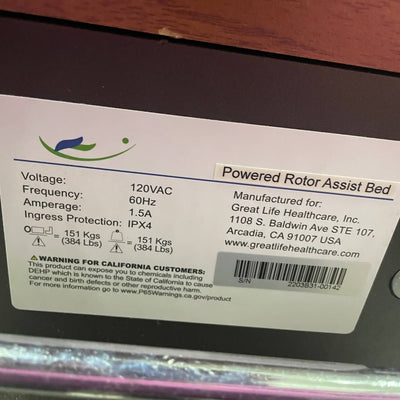 Powered Rotor Assist Bed
Voltage: 120VAC
Frequency: 60Hz
Amperage: 1.5A
Ingress Protection: IPX4
= 151 Kgs (384 Lbs)
= 151 Kgs (384 Lbs)
Manufactured for:
Great Life Healthcare, Inc.
1108 S. Baldwin Ave STE 107,
Arcadia, CA 91007 USA
www.greatlifehealthcare.com
WARNING FOR CALIFORNIA CUSTOMERS:
This product can expose you to chemicals including
DEHP which is known to the State of California to cause
cancer and birth defects or other reproductive harm.
For more information go to www.P65Warnings.ca.gov/product
S/N 2203B31-00142